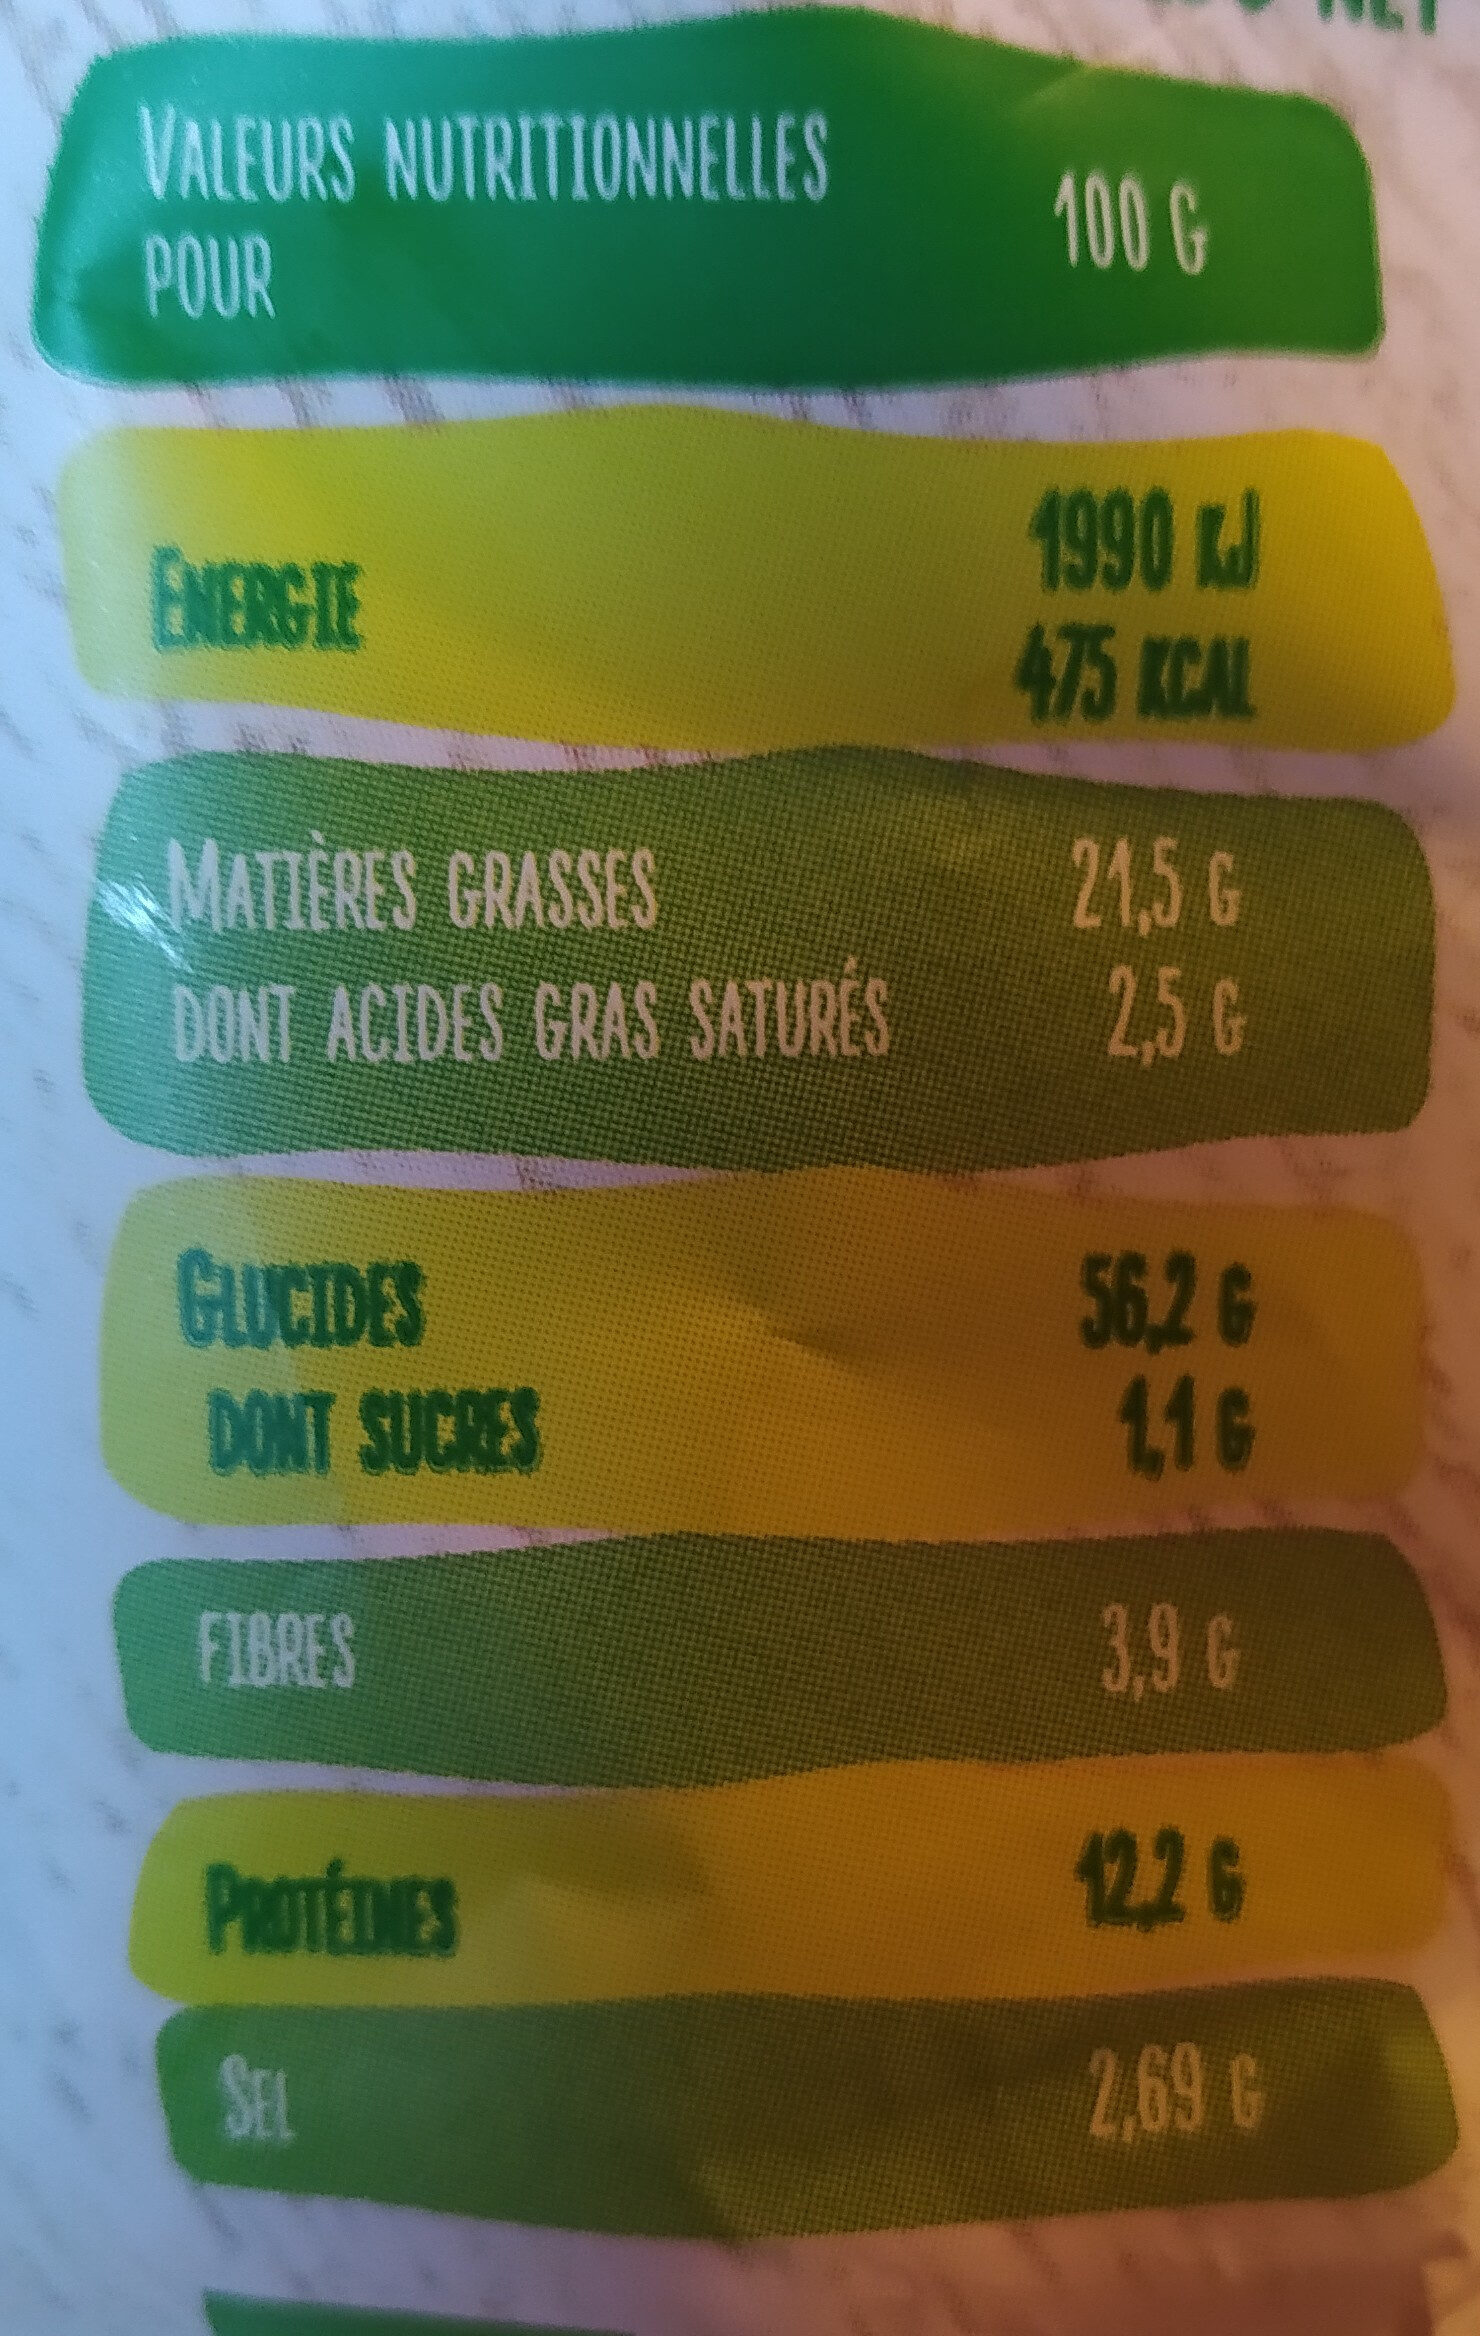 VALEURS NUTRITIONNELLES
POUR 100 G
ENERGIE 1990 KJ
475 KCAL
MATIÈRES GRASSES 21,5 G
DONT ACIDES GRAS SATURÉS 2,5 G
GLUCIDES 56,2 G
DONT SUCRES 1,1 G
FIBRES 3,9 G
PROTÉINES 12,2 G
SEL 2,69 G